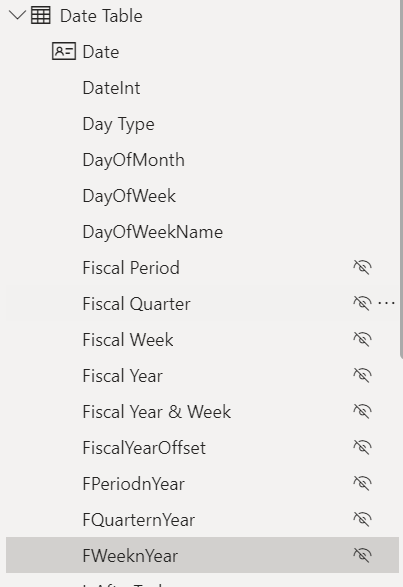 Date Table
Date
DateInt
Day Type
DayOfMonth
DayOfWeek
DayOfWeekName
Fiscal Period
Fiscal Quarter
Fiscal Week
Fiscal Year
Fiscal Year & Week
FiscalYearOffset
FPeriodnYear
FQuarternYear
FWeeknYear